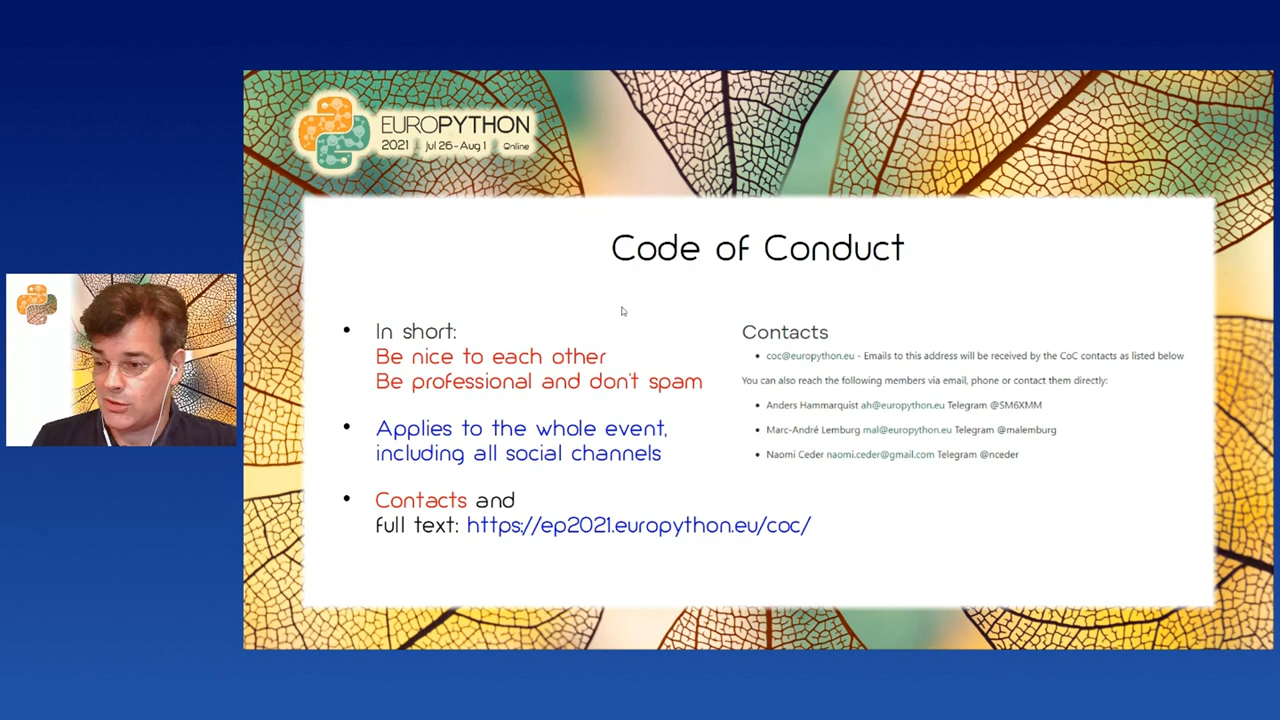 EUROPYTHON
2021 Jul 26-Aug 1 Online
Code of Conduct
• In short:
Be nice to each other
Be professional and don't spam
• Applies to the whole event,
including all social channels
• Contacts and
full text: https://ep2021.europython.eu/coc/
Contacts
• coc@europython.eu - Emails to this address will be received by the CoC contacts as listed below
You can also reach the following members via email, phone or contact them directly:
• Anders Hammarquist ah@europython.eu Telegram @SM6XMM
• Marc-André Lemburg mal@europython.eu Telegram @malemburg
• Naomi Ceder naomi.ceder@gmail.com Telegram @nceder